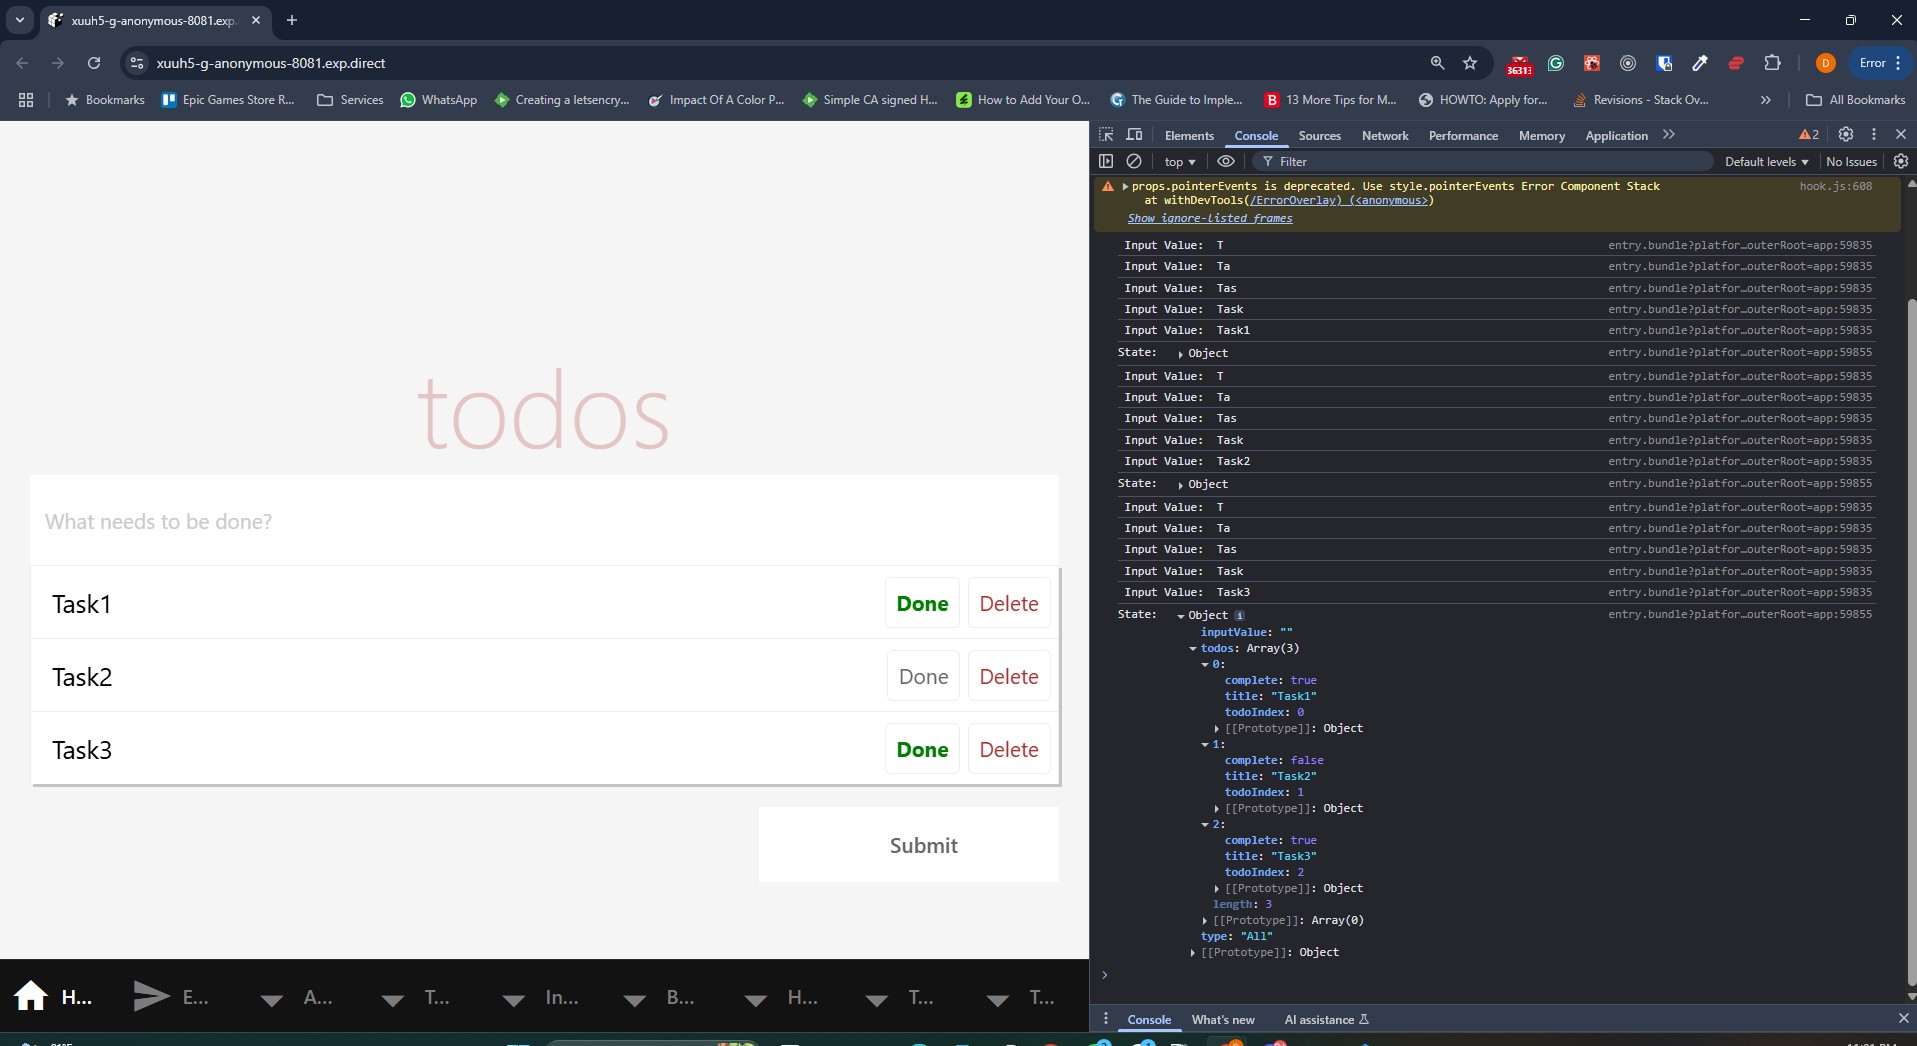 xuuh5-g-anonymous-8081.exp.
xuuh5-g-anonymous-8081.exp.direct
36313
D
Error
Bookmarks
Epic Games Store R...
Services
WhatsApp
Creating a letsencry...
Impact Of A Color P...
Simple CA signed H...
How to Add Your O...
The Guide to Imple...
13 More Tips for M...
HOWTO: Apply for...
Revisions - Stack Ov...
All Bookmarks
todos
What needs to be done?
Task1 Done Delete
Task2 Done Delete
Task3 Done Delete
Submit
H... E... A... T... In... B... H... T... T...
Elements Console Sources Network Performance Memory Application 2
top Filter Default levels No Issues
props.pointerEvents is deprecated. Use style.pointerEvents Error Component Stack hook.js:608
at withDevTools(/ErrorOverlay) (<anonymous>)
Show ignore-listed frames
Input Value: T entry.bundle?platfor…outerRoot=app:59835
Input Value: Ta entry.bundle?platfor…outerRoot=app:59835
Input Value: Tas entry.bundle?platfor…outerRoot=app:59835
Input Value: Task entry.bundle?platfor…outerRoot=app:59835
Input Value: Task1 entry.bundle?platfor…outerRoot=app:59835
State: Object entry.bundle?platfor…outerRoot=app:59855
Input Value: T entry.bundle?platfor…outerRoot=app:59835
Input Value: Ta entry.bundle?platfor…outerRoot=app:59835
Input Value: Tas entry.bundle?platfor…outerRoot=app:59835
Input Value: Task entry.bundle?platfor…outerRoot=app:59835
Input Value: Task2 entry.bundle?platfor…outerRoot=app:59835
State: Object entry.bundle?platfor…outerRoot=app:59855
Input Value: T entry.bundle?platfor…outerRoot=app:59835
Input Value: Ta entry.bundle?platfor…outerRoot=app:59835
Input Value: Tas entry.bundle?platfor…outerRoot=app:59835
Input Value: Task entry.bundle?platfor…outerRoot=app:59835
Input Value: Task3 entry.bundle?platfor…outerRoot=app:59835
State: Object i entry.bundle?platfor…outerRoot=app:59855
inputValue: ""
todos: Array(3)
0:
complete: true
title: "Task1"
todoIndex: 0
[[Prototype]]: Object
1:
complete: false
title: "Task2"
todoIndex: 1
[[Prototype]]: Object
2:
complete: true
title: "Task3"
todoIndex: 2
[[Prototype]]: Object
length: 3
[[Prototype]]: Array(0)
type: "All"
[[Prototype]]: Object
Console What's new AI assistance